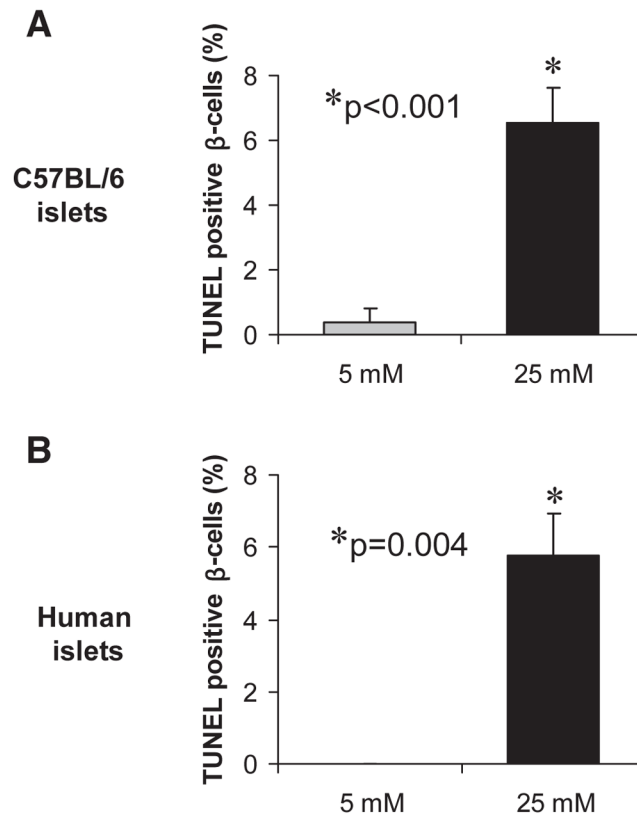 A
C57BL/6
islets
TUNEL positive β-cells (%)
8
6
4
2
0
*p<0.001
*
5 mM
25 mM
B
Human
islets
TUNEL positive β-cells (%)
8
6
4
2
0
*p=0.004
*
5 mM
25 mM